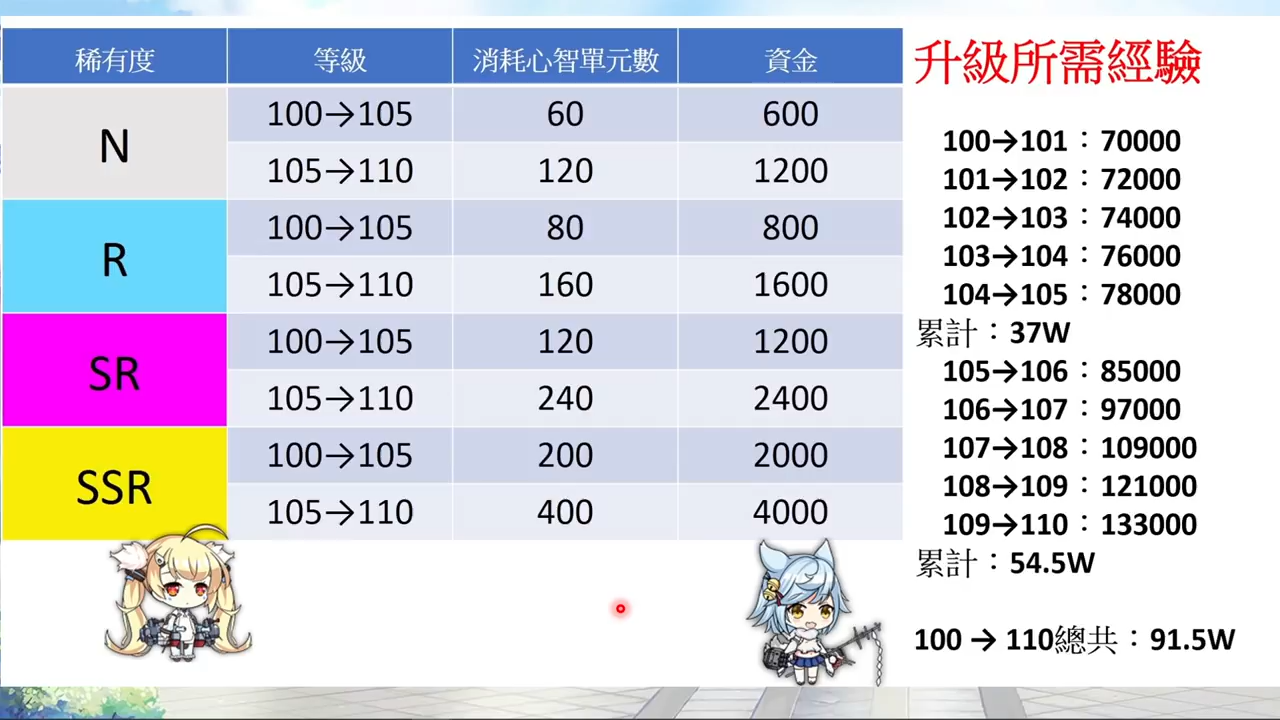 稀有度 等級 消耗心智單元數 資金
N 100→105 60 600
105→110 120 1200
R 100→105 80 800
105→110 160 1600
SR 100→105 120 1200
105→110 240 2400
SSR 100→105 200 2000
105→110 400 4000
升級所需經驗
100→101：70000
101→102：72000
102→103：74000
103→104：76000
104→105：78000
累計：37W
105→106：85000
106→107：97000
107→108：109000
108→109：121000
109→110：133000
累計：54.5W
100 → 110總共：91.5W